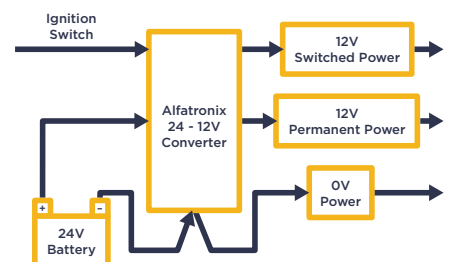 Ignition
Switch
12V
Switched Power
Alfatronix
24 - 12V
Converter
12V
Permanent Power
0V
Power
+
–
24V
Battery